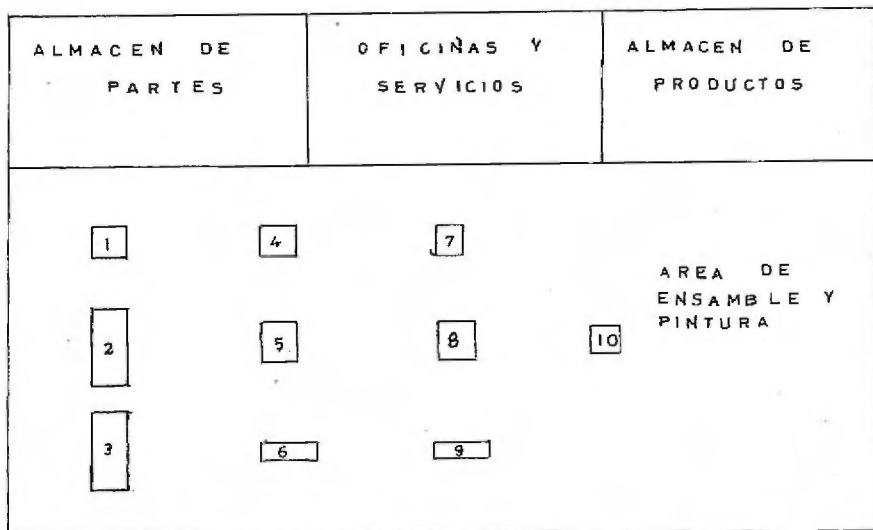 ALMACEN DE
PARTES
OFICINAS Y
SERVICIOS
ALMACEN DE
PRODUCTOS
1
4
7
AREA DE
ENSAMBLE Y
PINTURA
2
5
8
10
3
6
9